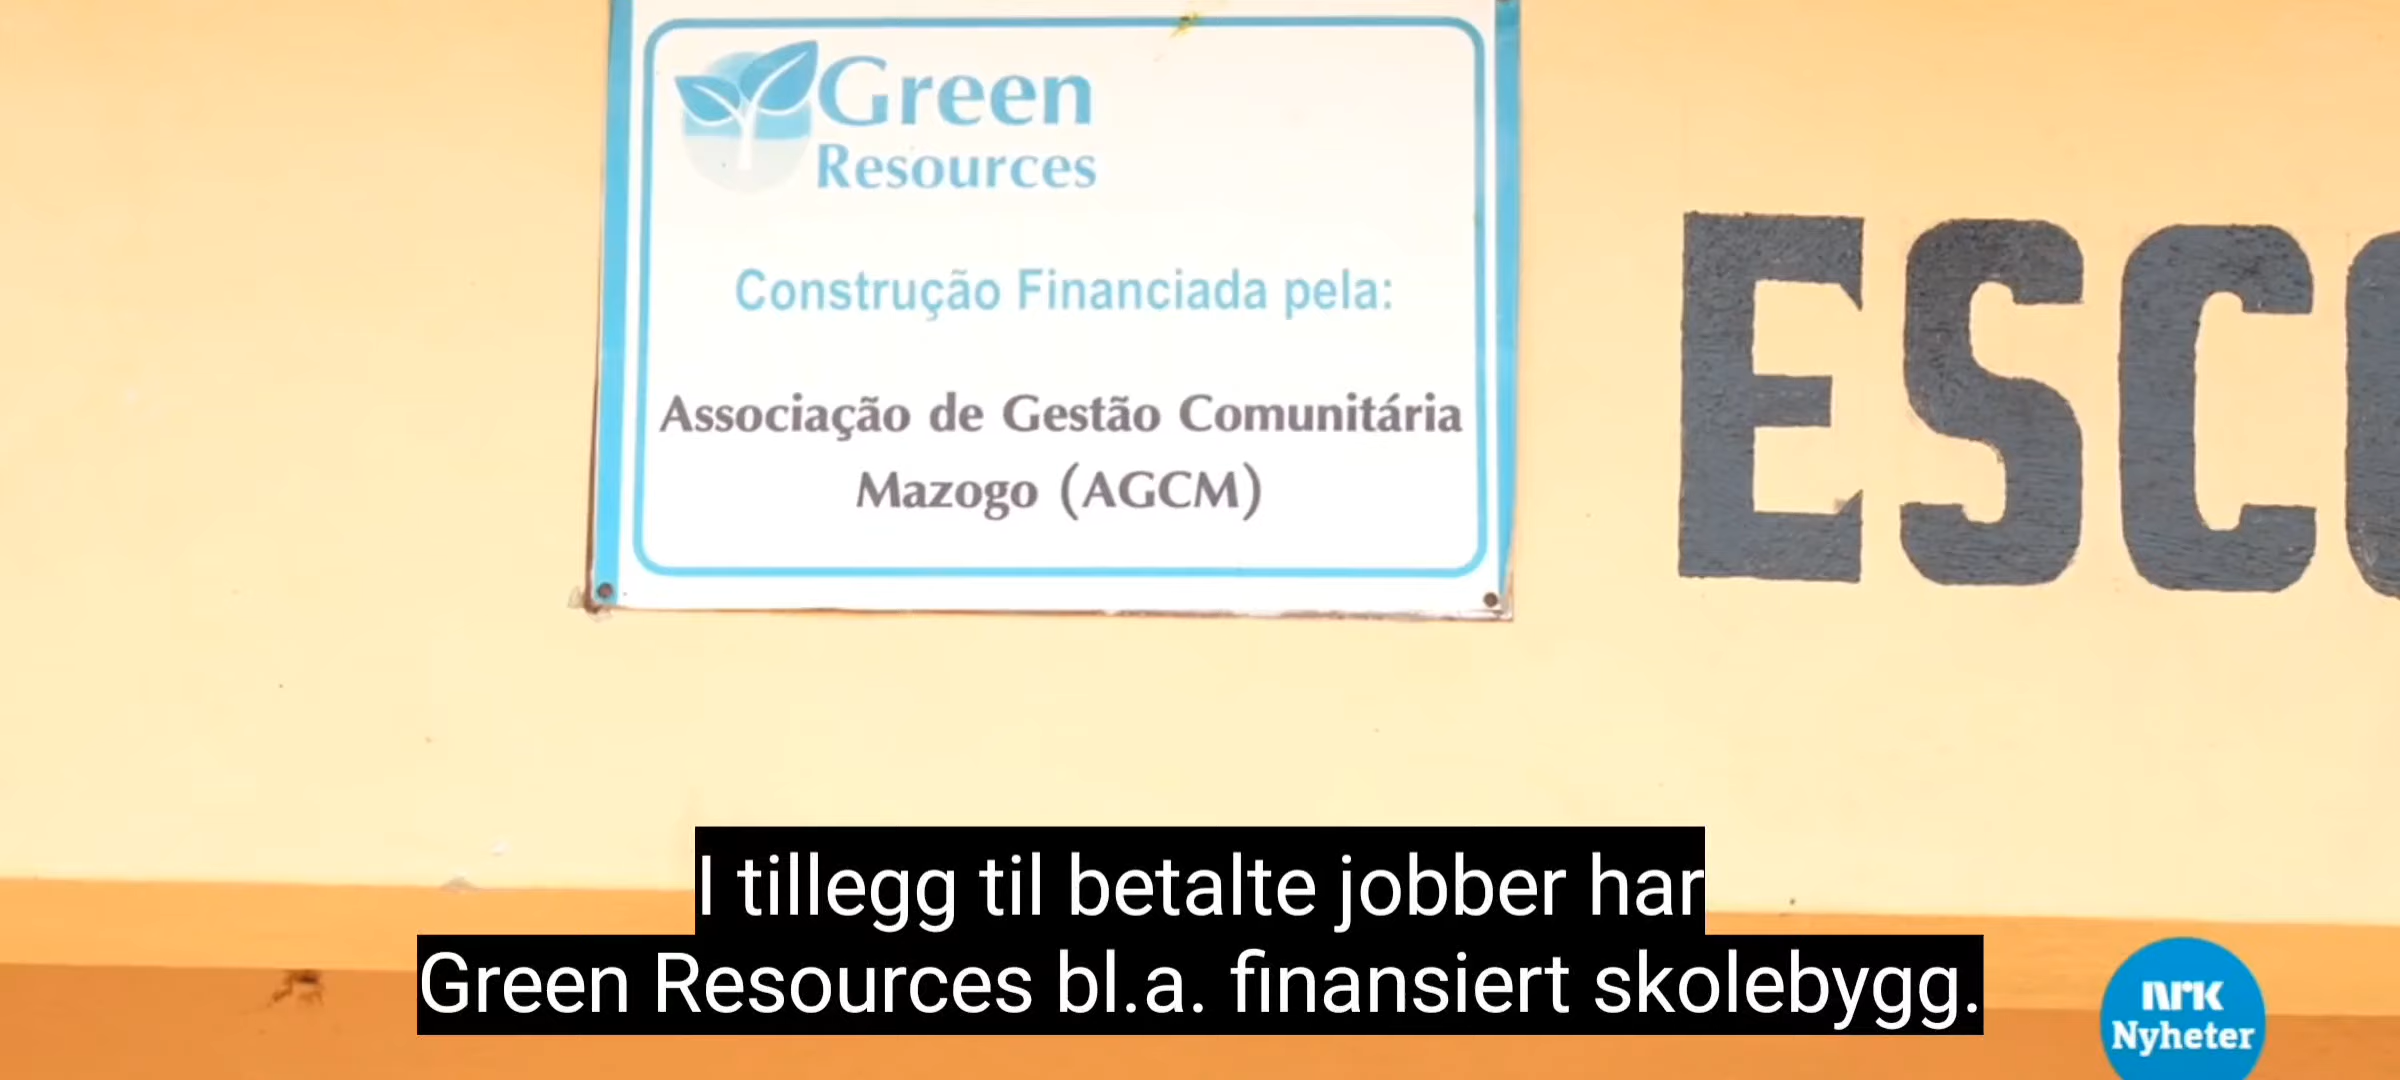 Green
Resources
Construção Financiada pela:
Associação de Gestão Comunitária
Mazogo (AGCM)
ESC
I tillegg til betalte jobber har
Green Resources bl.a. finansiert skolebygg.
nrk
Nyheter